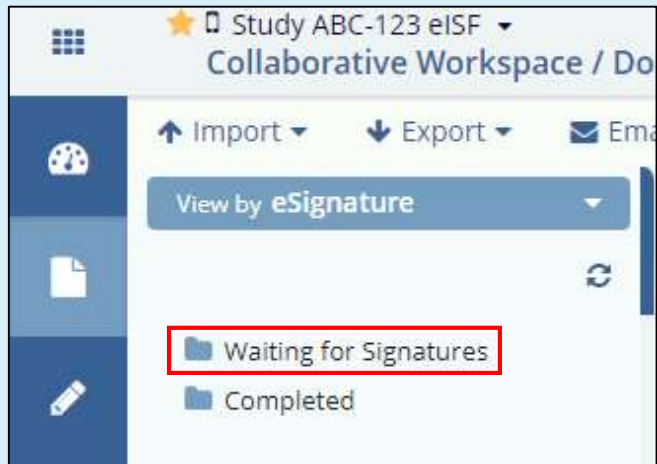 Study ABC-123 eISF
Collaborative Workspace / Do
Import
Export
Ema
View by eSignature
Waiting for Signatures
Completed